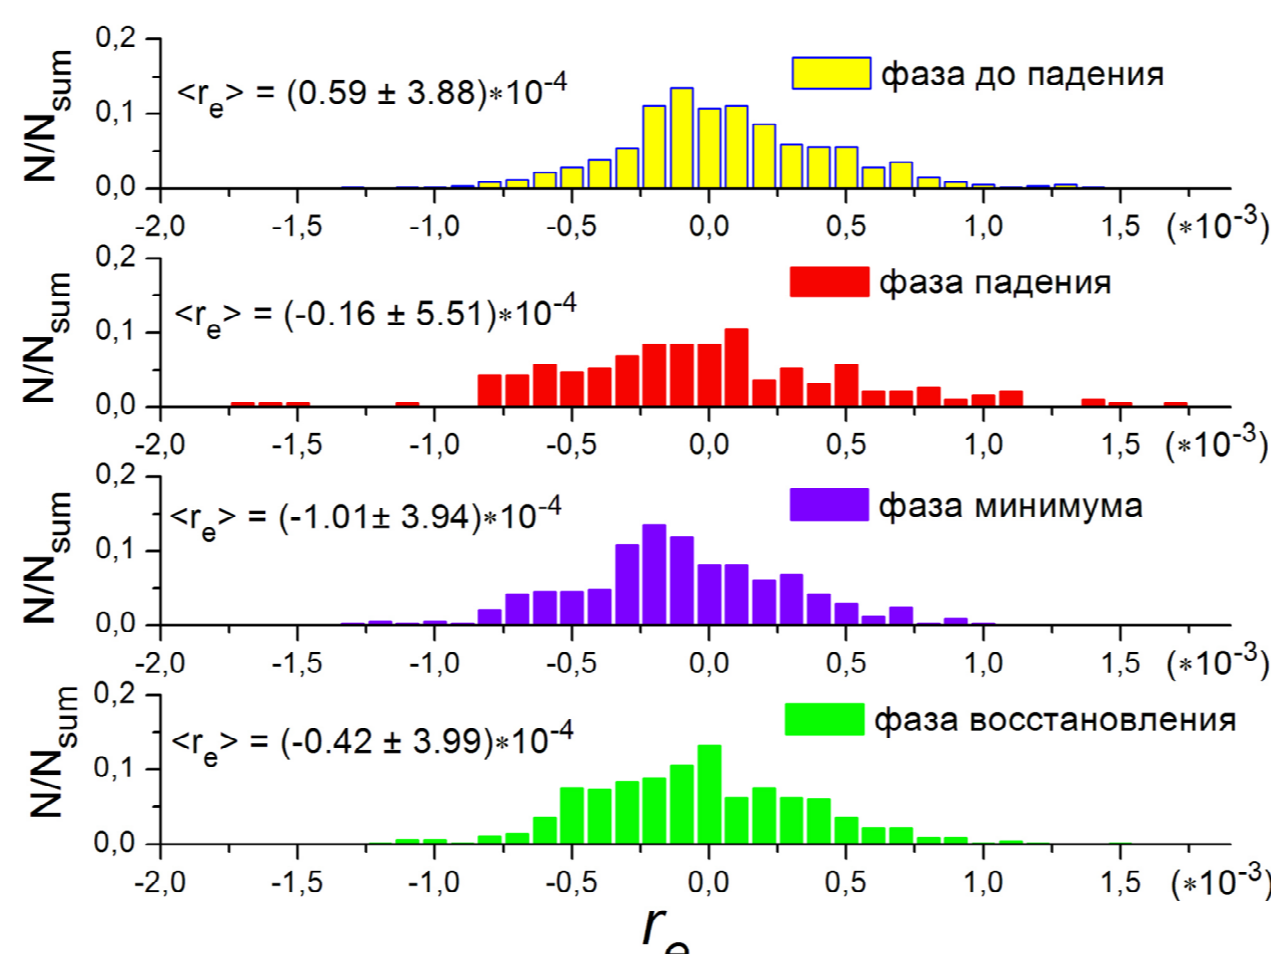 0,2
<r_e> = (0.59 ± 3.88)*10^-4
фаза до падения
N/N_sum
0,1
0,0
-2,0 -1,5 -1,0 -0,5 0,0 0,5 1,0 1,5 (*10^-3)
0,2
фаза падения
<r_e> = (-0.16 ± 5.51)*10^-4
N/N_sum
0,1
0,0
-2,0 -1,5 -1,0 -0,5 0,0 0,5 1,0 1,5 (*10^-3)
0,2
фаза минимума
<r_e> = (-1.01± 3.94)*10^-4
N/N_sum
0,1
0,0
-2,0 -1,5 -1,0 -0,5 0,0 0,5 1,0 1,5 (*10^-3)
0,2
фаза восстановления
<r_e> = (-0.42 ± 3.99)*10^-4
N/N_sum
0,1
0,0
-2,0 -1,5 -1,0 -0,5 0,0 0,5 1,0 1,5 (*10^-3)
r_e